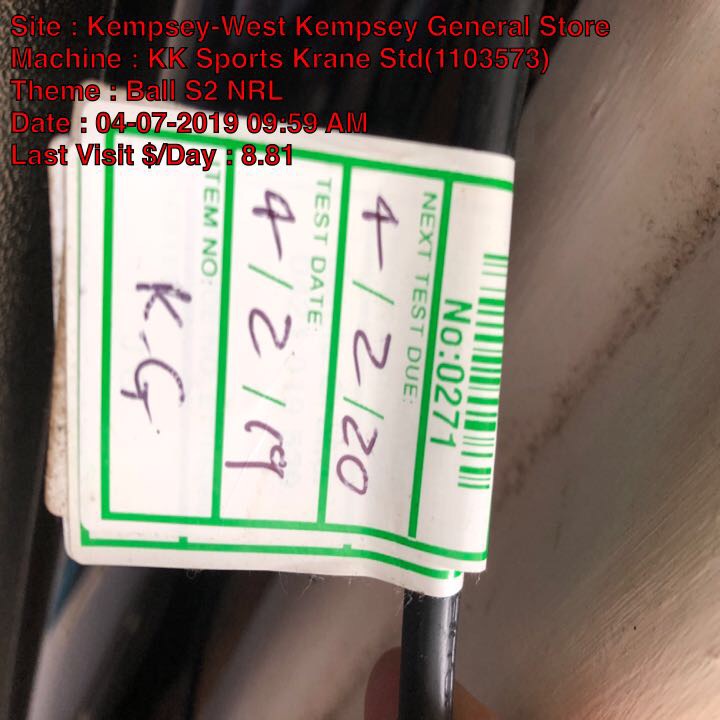 Site : Kempsey-West Kempsey General Store
Machine : KK Sports Krane Std(1103573)
Theme : Ball S2 NRL
Date : 04-07-2019 09:59 AM
Last Visit $/Day : 8.81
No:0271
NEXT TEST DUE:
4/2/20
TEST DATE:
4/2/19
ITEM NO:
K.G